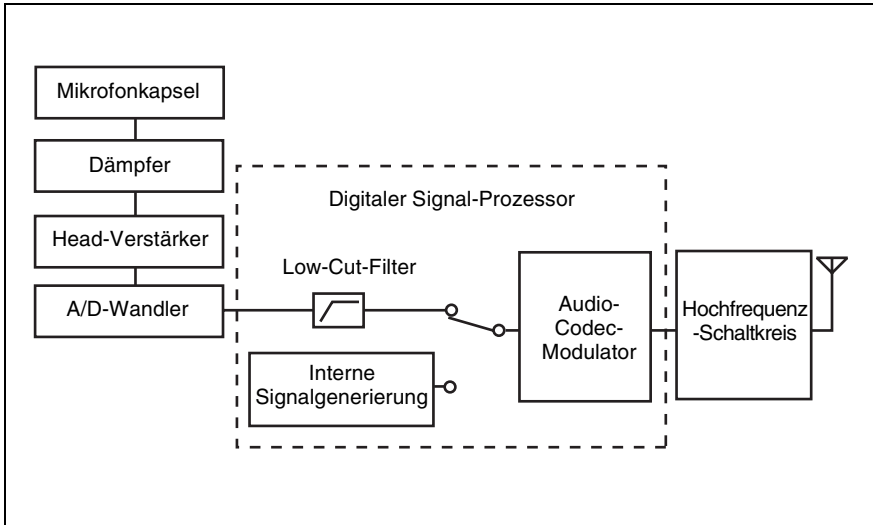 Mikrofonkapsel
Dämpfer
Head-Verstärker
A/D-Wandler
Digitaler Signal-Prozessor
Low-Cut-Filter
Interne
Signalgenerierung
Audio-
Codec-
Modulator
Hochfrequenz
-Schaltkreis